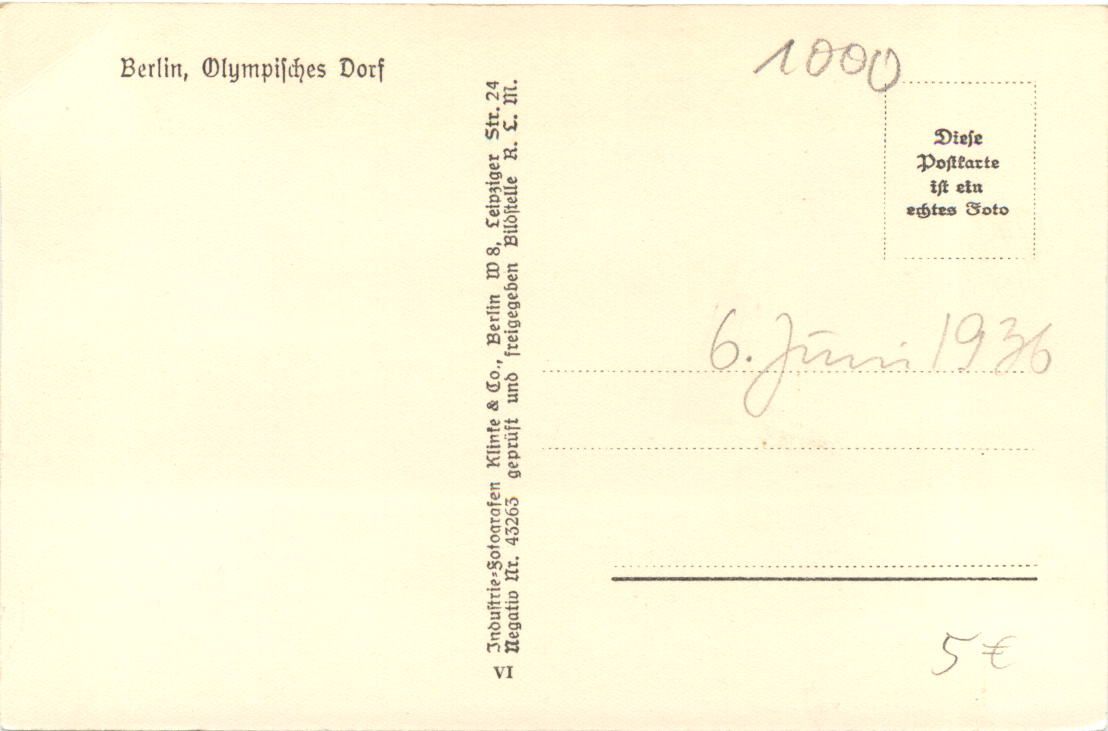 Berlin, Olympisches Dorf
Industrie-Fotografen Klinke & Co., Berlin W 8, Leipziger Str. 24
Negativ Nr. 43263 geprüft und freigegeben Bildstelle R. L. M.
VI
1000
Diese
Postkarte
ist ein
echtes Foto
6. Juni 1936
5 €